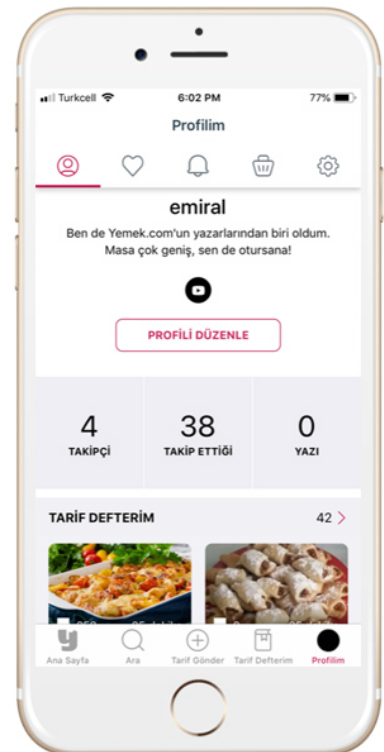 Turkcell 6:02 PM 77%
Profilim
emiral
Ben de Yemek.com'un yazarlarından biri oldum.
Masa çok geniş, sen de otursana!
PROFİLİ DÜZENLE
4 38 0
TAKİPÇİ TAKİP ETTİĞİ YAZI
TARİF DEFTERİM 42
Ana Sayfa Ara Tarif Gönder Tarif Defterim Profilim